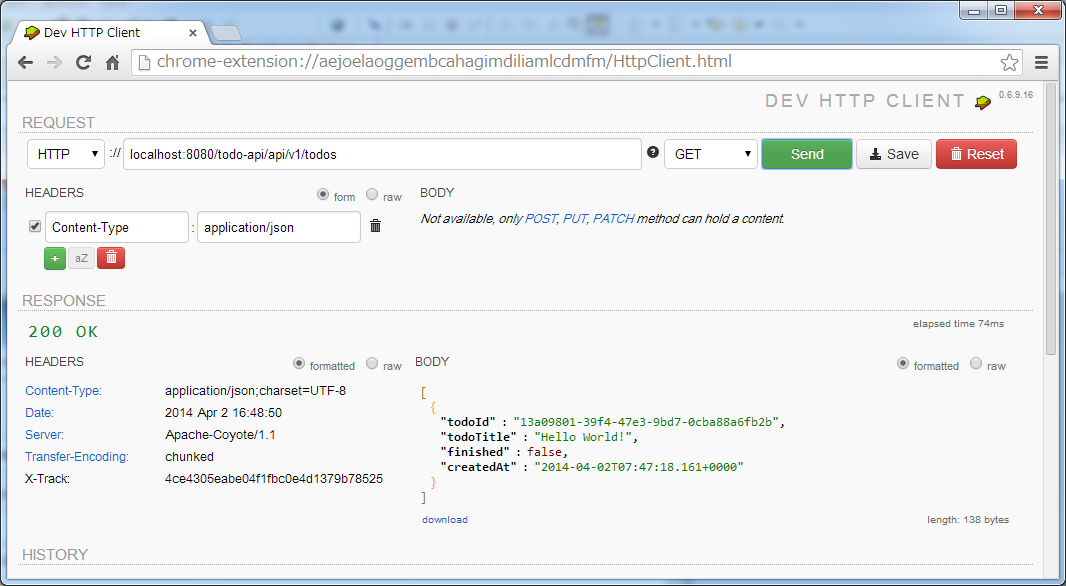 Dev HTTP Client
chrome-extension://aejoelaoggembcahagimdiliamlcdmfm/HttpClient.html
DEV HTTP CLIENT 0.6.9.16
REQUEST
HTTP :// localhost:8080/todo-api/api/v1/todos GET Send Save Reset
HEADERS form raw BODY
Content-Type : application/json
Not available, only POST, PUT, PATCH method can hold a content.
+ aZ
RESPONSE
200 OK elapsed time 74ms
HEADERS formatted raw BODY formatted raw
Content-Type: application/json;charset=UTF-8
Date: 2014 Apr 2 16:48:50
Server: Apache-Coyote/1.1
Transfer-Encoding: chunked
X-Track: 4ce4305eabe04f1fbc0e4d1379b78525
[
{
"todoId" : "13a09801-39f4-47e3-9bd7-0cba88a6fb2b",
"todoTitle" : "Hello World!",
"finished" : false,
"createdAt" : "2014-04-02T07:47:18.161+0000"
}
]
download length: 138 bytes
HISTORY